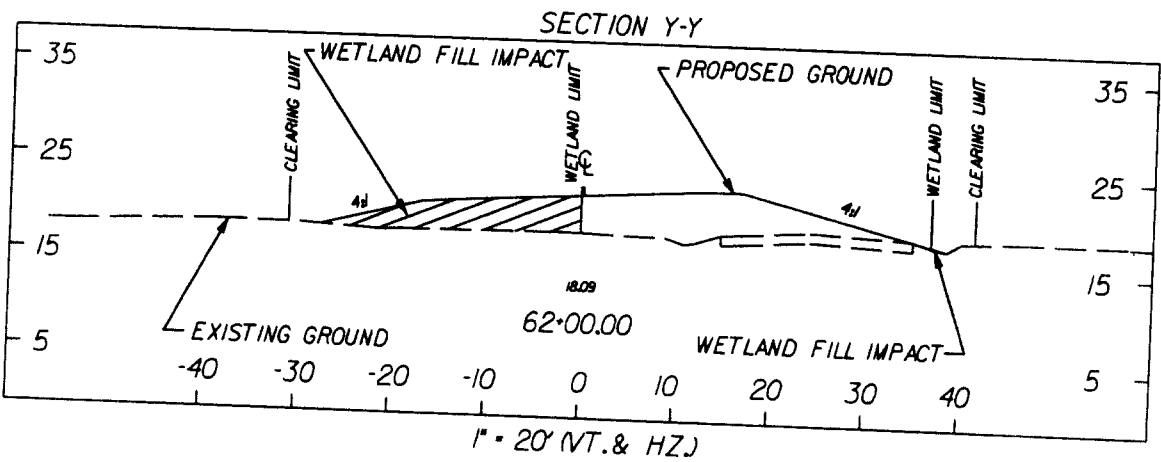 SECTION Y-Y
35
WETLAND FILL IMPACT
WETLAND LIMIT
PROPOSED GROUND
35
CLEARING LIMIT
WETLAND LIMIT
CLEARING LIMIT
25
℄
25
4:1
4:1
15
15
18.09
62+00.00
EXISTING GROUND
WETLAND FILL IMPACT
5
5
-40 -30 -20 -10 0 10 20 30 40
1" = 20' (VT. & HZ.)